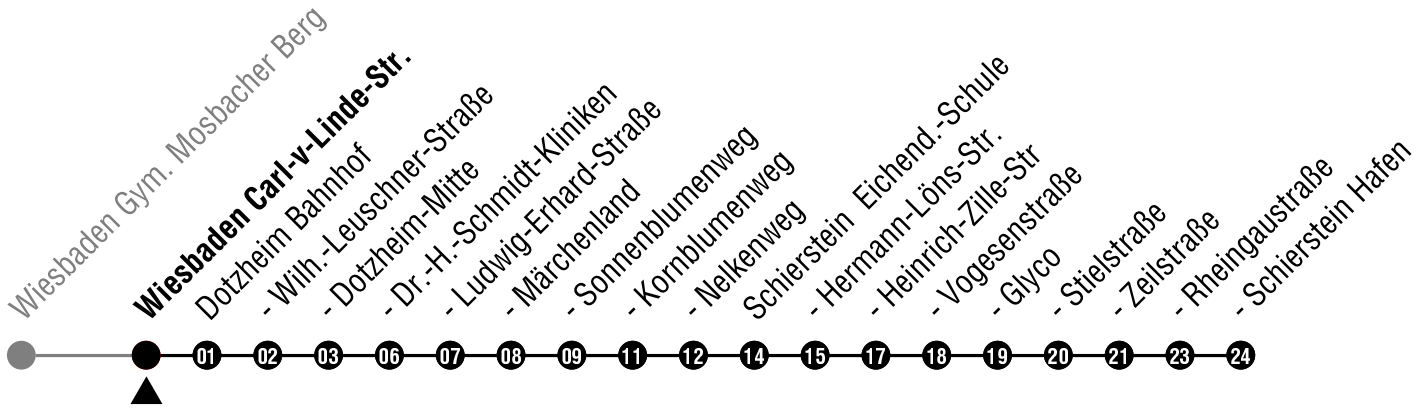 Wiesbaden Gym. Mosbacher Berg
Wiesbaden Carl-v-Linde-Str.
Dotzheim Bahnhof
- Wilh.-Leuschner-Straße
- Dotzheim-Mitte
- Dr.-H.-Schmidt-Kliniken
- Ludwig-Erhard-Straße
- Märchenland
- Sonnenblumenweg
- Kornblumenweg
- Nelkenweg
Schierstein Eichend.-Schule
- Hermann-Löns-Str.
- Heinrich-Zille-Str
- Vogesenstraße
- Glyco
- Stielstraße
- Zeilstraße
- Rheingaustraße
- Schierstein Hafen
01 02 03 06 07 08 09 11 12 14 15 17 18 19 20 21 23 24